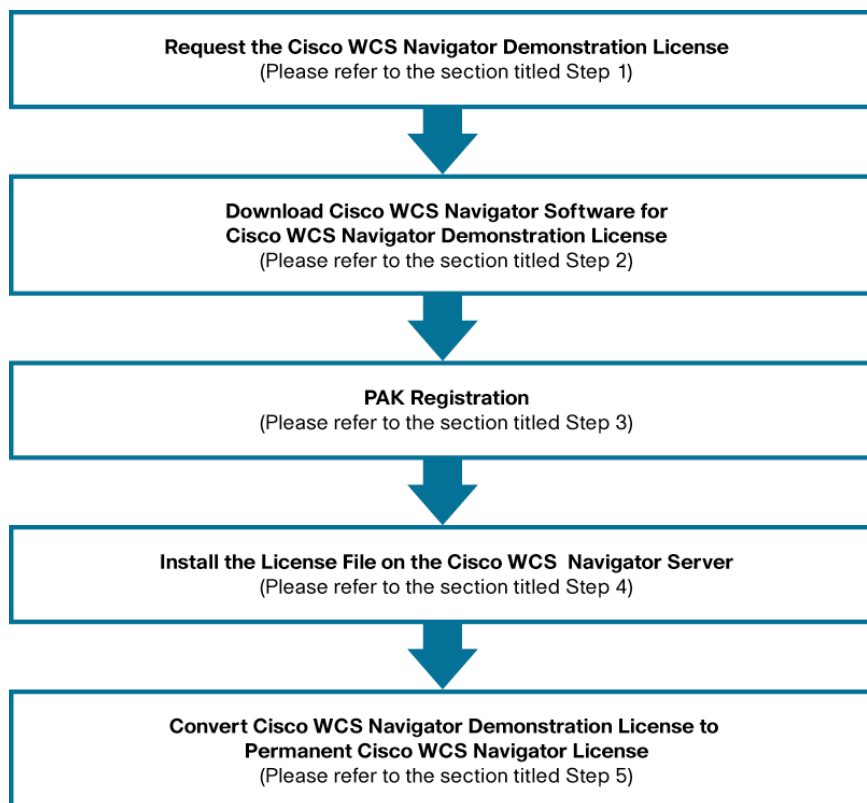 Request the Cisco WCS Navigator Demonstration License
(Please refer to the section titled Step 1)
Download Cisco WCS Navigator Software for
Cisco WCS Navigator Demonstration License
(Please refer to the section titled Step 2)
PAK Registration
(Please refer to the section titled Step 3)
Install the License File on the Cisco WCS Navigator Server
(Please refer to the section titled Step 4)
Convert Cisco WCS Navigator Demonstration License to
Permanent Cisco WCS Navigator License
(Please refer to the section titled Step 5)